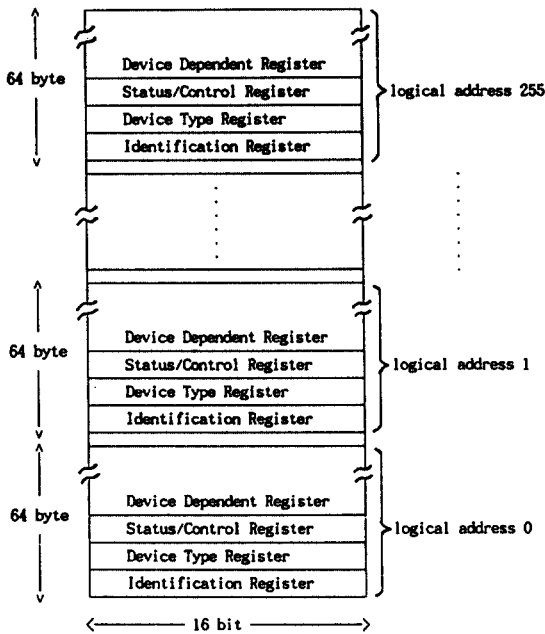 Device Dependent Register
64 byte Status/Control Register logical address 255
Device Type Register
Identification Register
Device Dependent Register
64 byte Status/Control Register logical address 1
Device Type Register
Identification Register
Device Dependent Register
64 byte Status/Control Register logical address 0
Device Type Register
Identification Register
16 bit